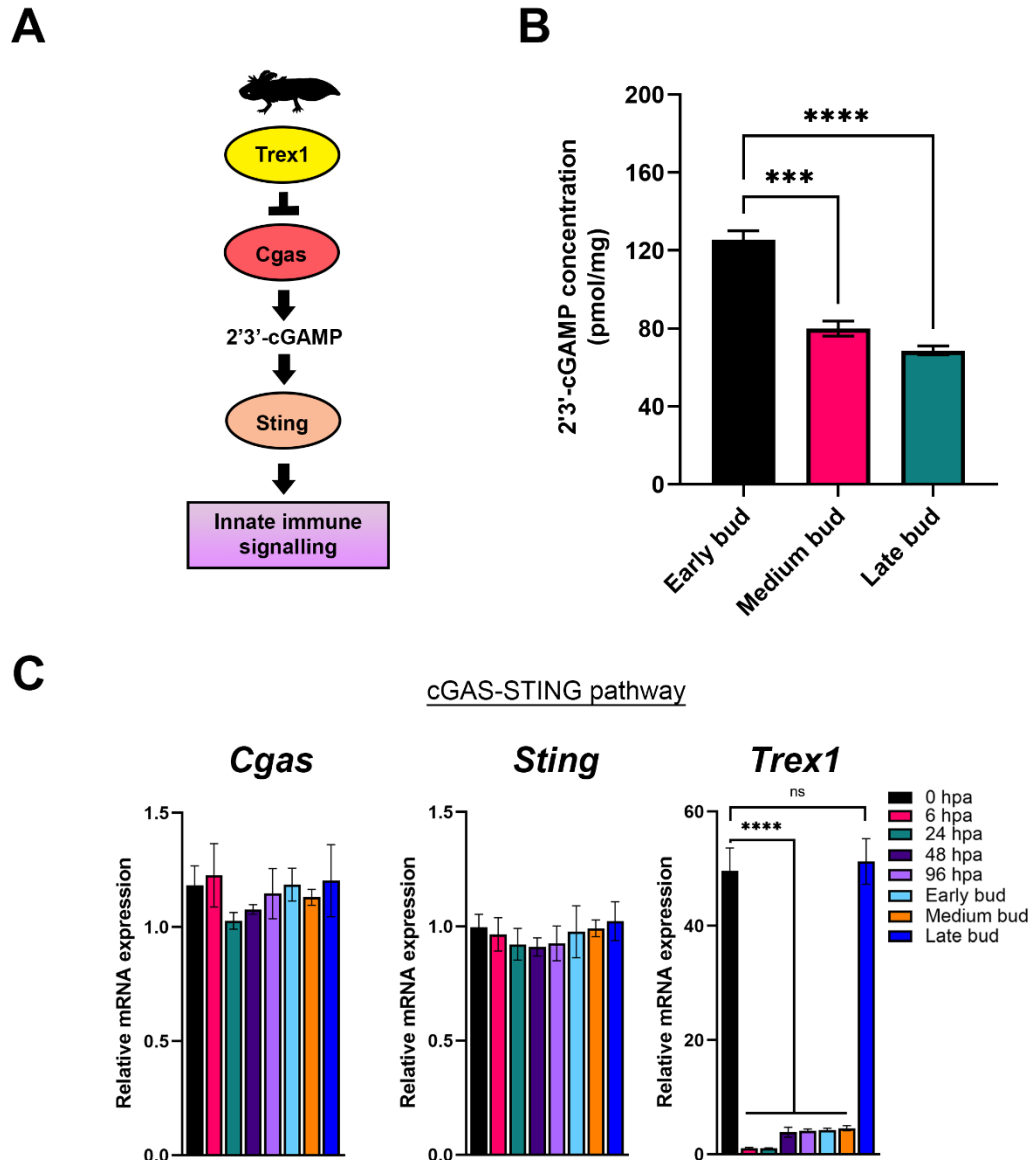 A
Trex1
Cgas
2’3’-cGAMP
Sting
Innate immune
signalling
B
2'3'-cGAMP concentration
(pmol/mg)
200
160
120
80
40
0
****
***
Early bud
Medium bud
Late bud
C
cGAS-STING pathway
Cgas
Relative mRNA expression
1.5
1.0
0.5
0.0
Sting
Relative mRNA expression
1.5
1.0
0.5
0.0
Trex1
Relative mRNA expression
60
40
20
0
ns
****
0 hpa
6 hpa
24 hpa
48 hpa
96 hpa
Early bud
Medium bud
Late bud